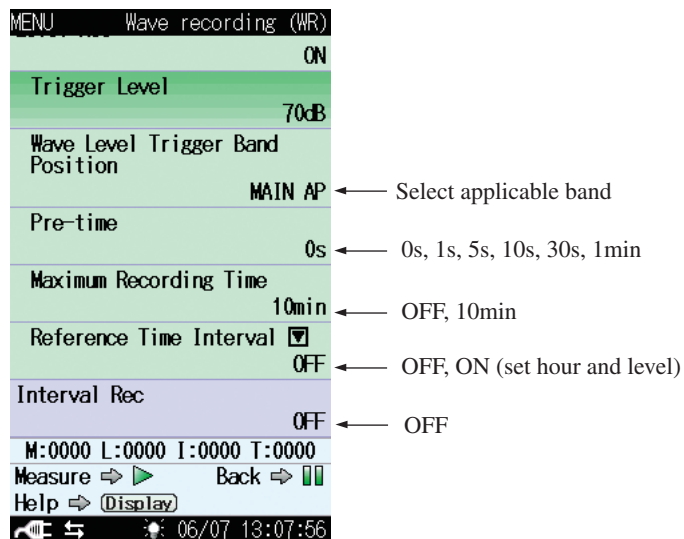 MENU Wave recording (WR)
ON
Trigger Level
70dB
Wave Level Trigger Band
Position
MAIN AP
Select applicable band
Pre-time
0s
0s, 1s, 5s, 10s, 30s, 1min
Maximum Recording Time
10min
OFF, 10min
Reference Time Interval
OFF
OFF, ON (set hour and level)
Interval Rec
OFF
OFF
M:0000 L:0000 I:0000 T:0000
Measure Back
Help Display
06/07 13:07:56